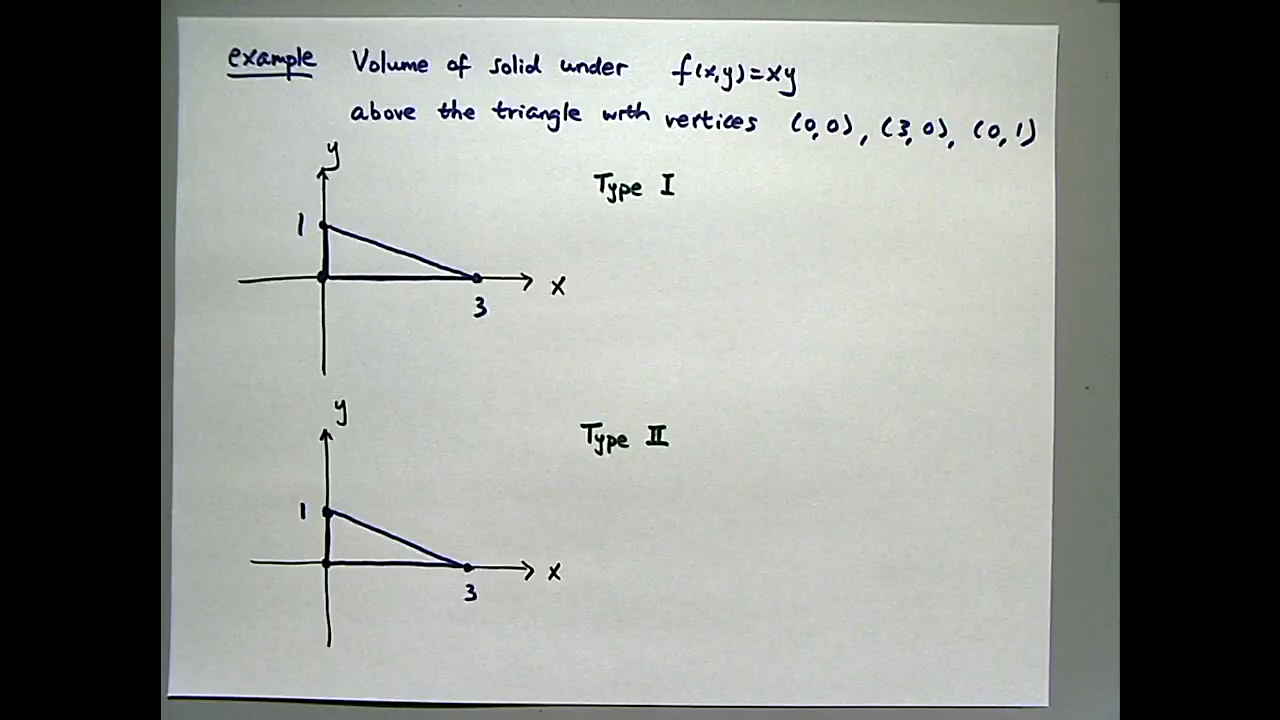 example Volume of solid under f(x,y)=xy
above the triangle with vertices (0,0), (3,0), (0,1)
y
Type I
1
x
3
y
Type II
1
x
3